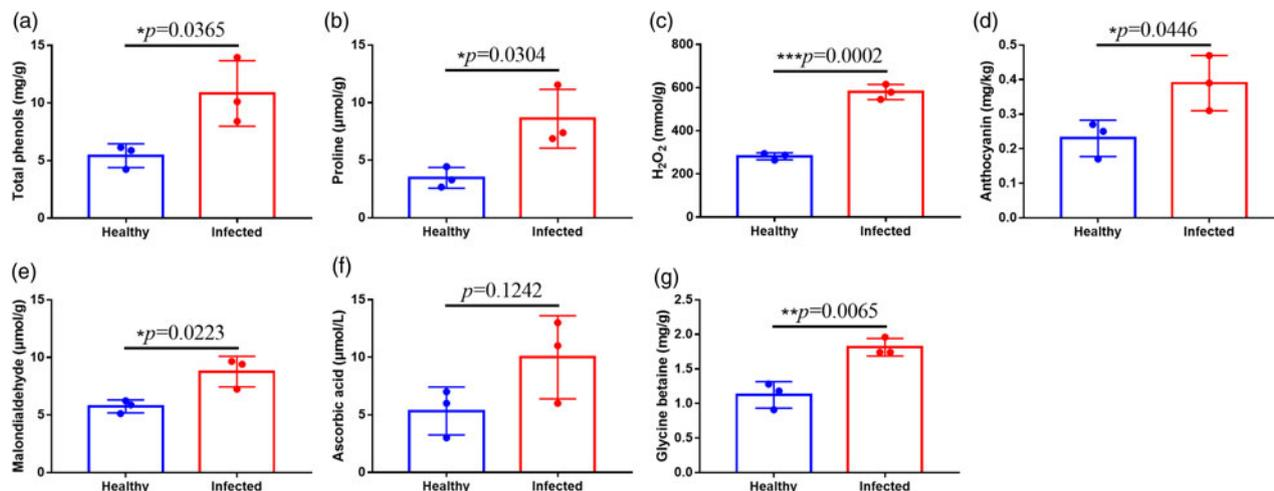 (a)
*p=0.0365
Total phenols (mg/g)
15
10
5
0
Healthy Infected
(b)
*p=0.0304
Proline (µmol/g)
15
10
5
0
Healthy Infected
(c)
***p=0.0002
H₂O₂ (mmol/g)
800
600
400
200
0
Healthy Infected
(d)
*p=0.0446
Anthocyanin (mg/kg)
0.5
0.4
0.3
0.2
0.1
0.0
Healthy Infected
(e)
*p=0.0223
Malondialdehyde (µmol/g)
15
10
5
0
Healthy Infected
(f)
p=0.1242
Ascorbic acid (µmol/L)
15
10
5
0
Healthy Infected
(g)
**p=0.0065
Glycine betaine (mg/g)
2.5
2.0
1.5
1.0
0.5
0.0
Healthy Infected